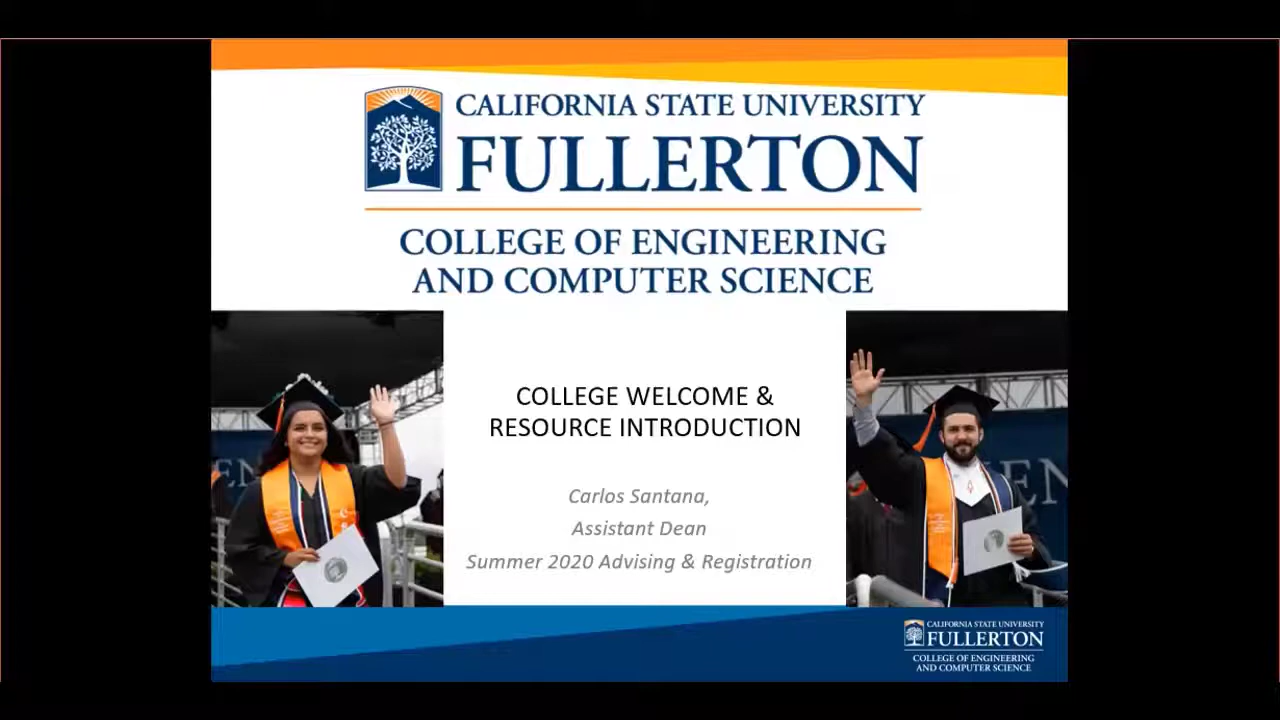 CALIFORNIA STATE UNIVERSITY
FULLERTON
COLLEGE OF ENGINEERING
AND COMPUTER SCIENCE
COLLEGE WELCOME &
RESOURCE INTRODUCTION
Carlos Santana,
Assistant Dean
Summer 2020 Advising & Registration
CALIFORNIA STATE UNIVERSITY
FULLERTON
COLLEGE OF ENGINEERING
AND COMPUTER SCIENCE